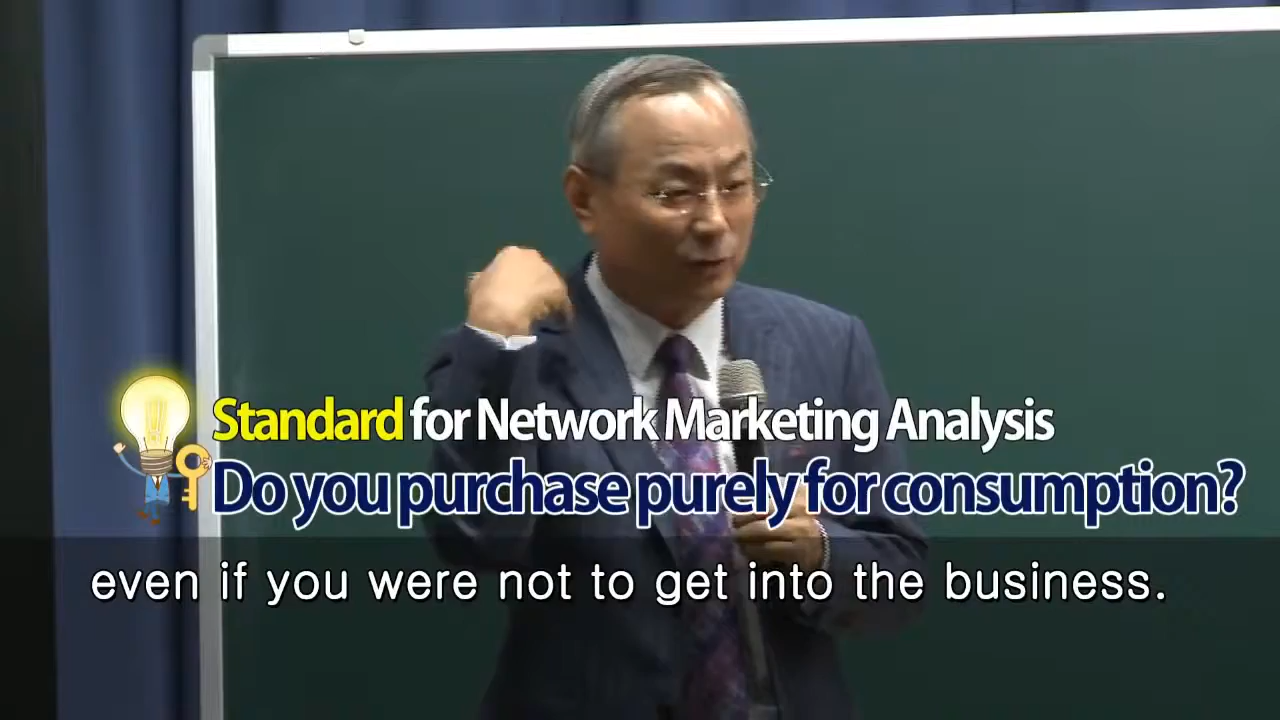 Standard for Network Marketing Analysis
Do you purchase purely for consumption?
even if you were not to get into the business.